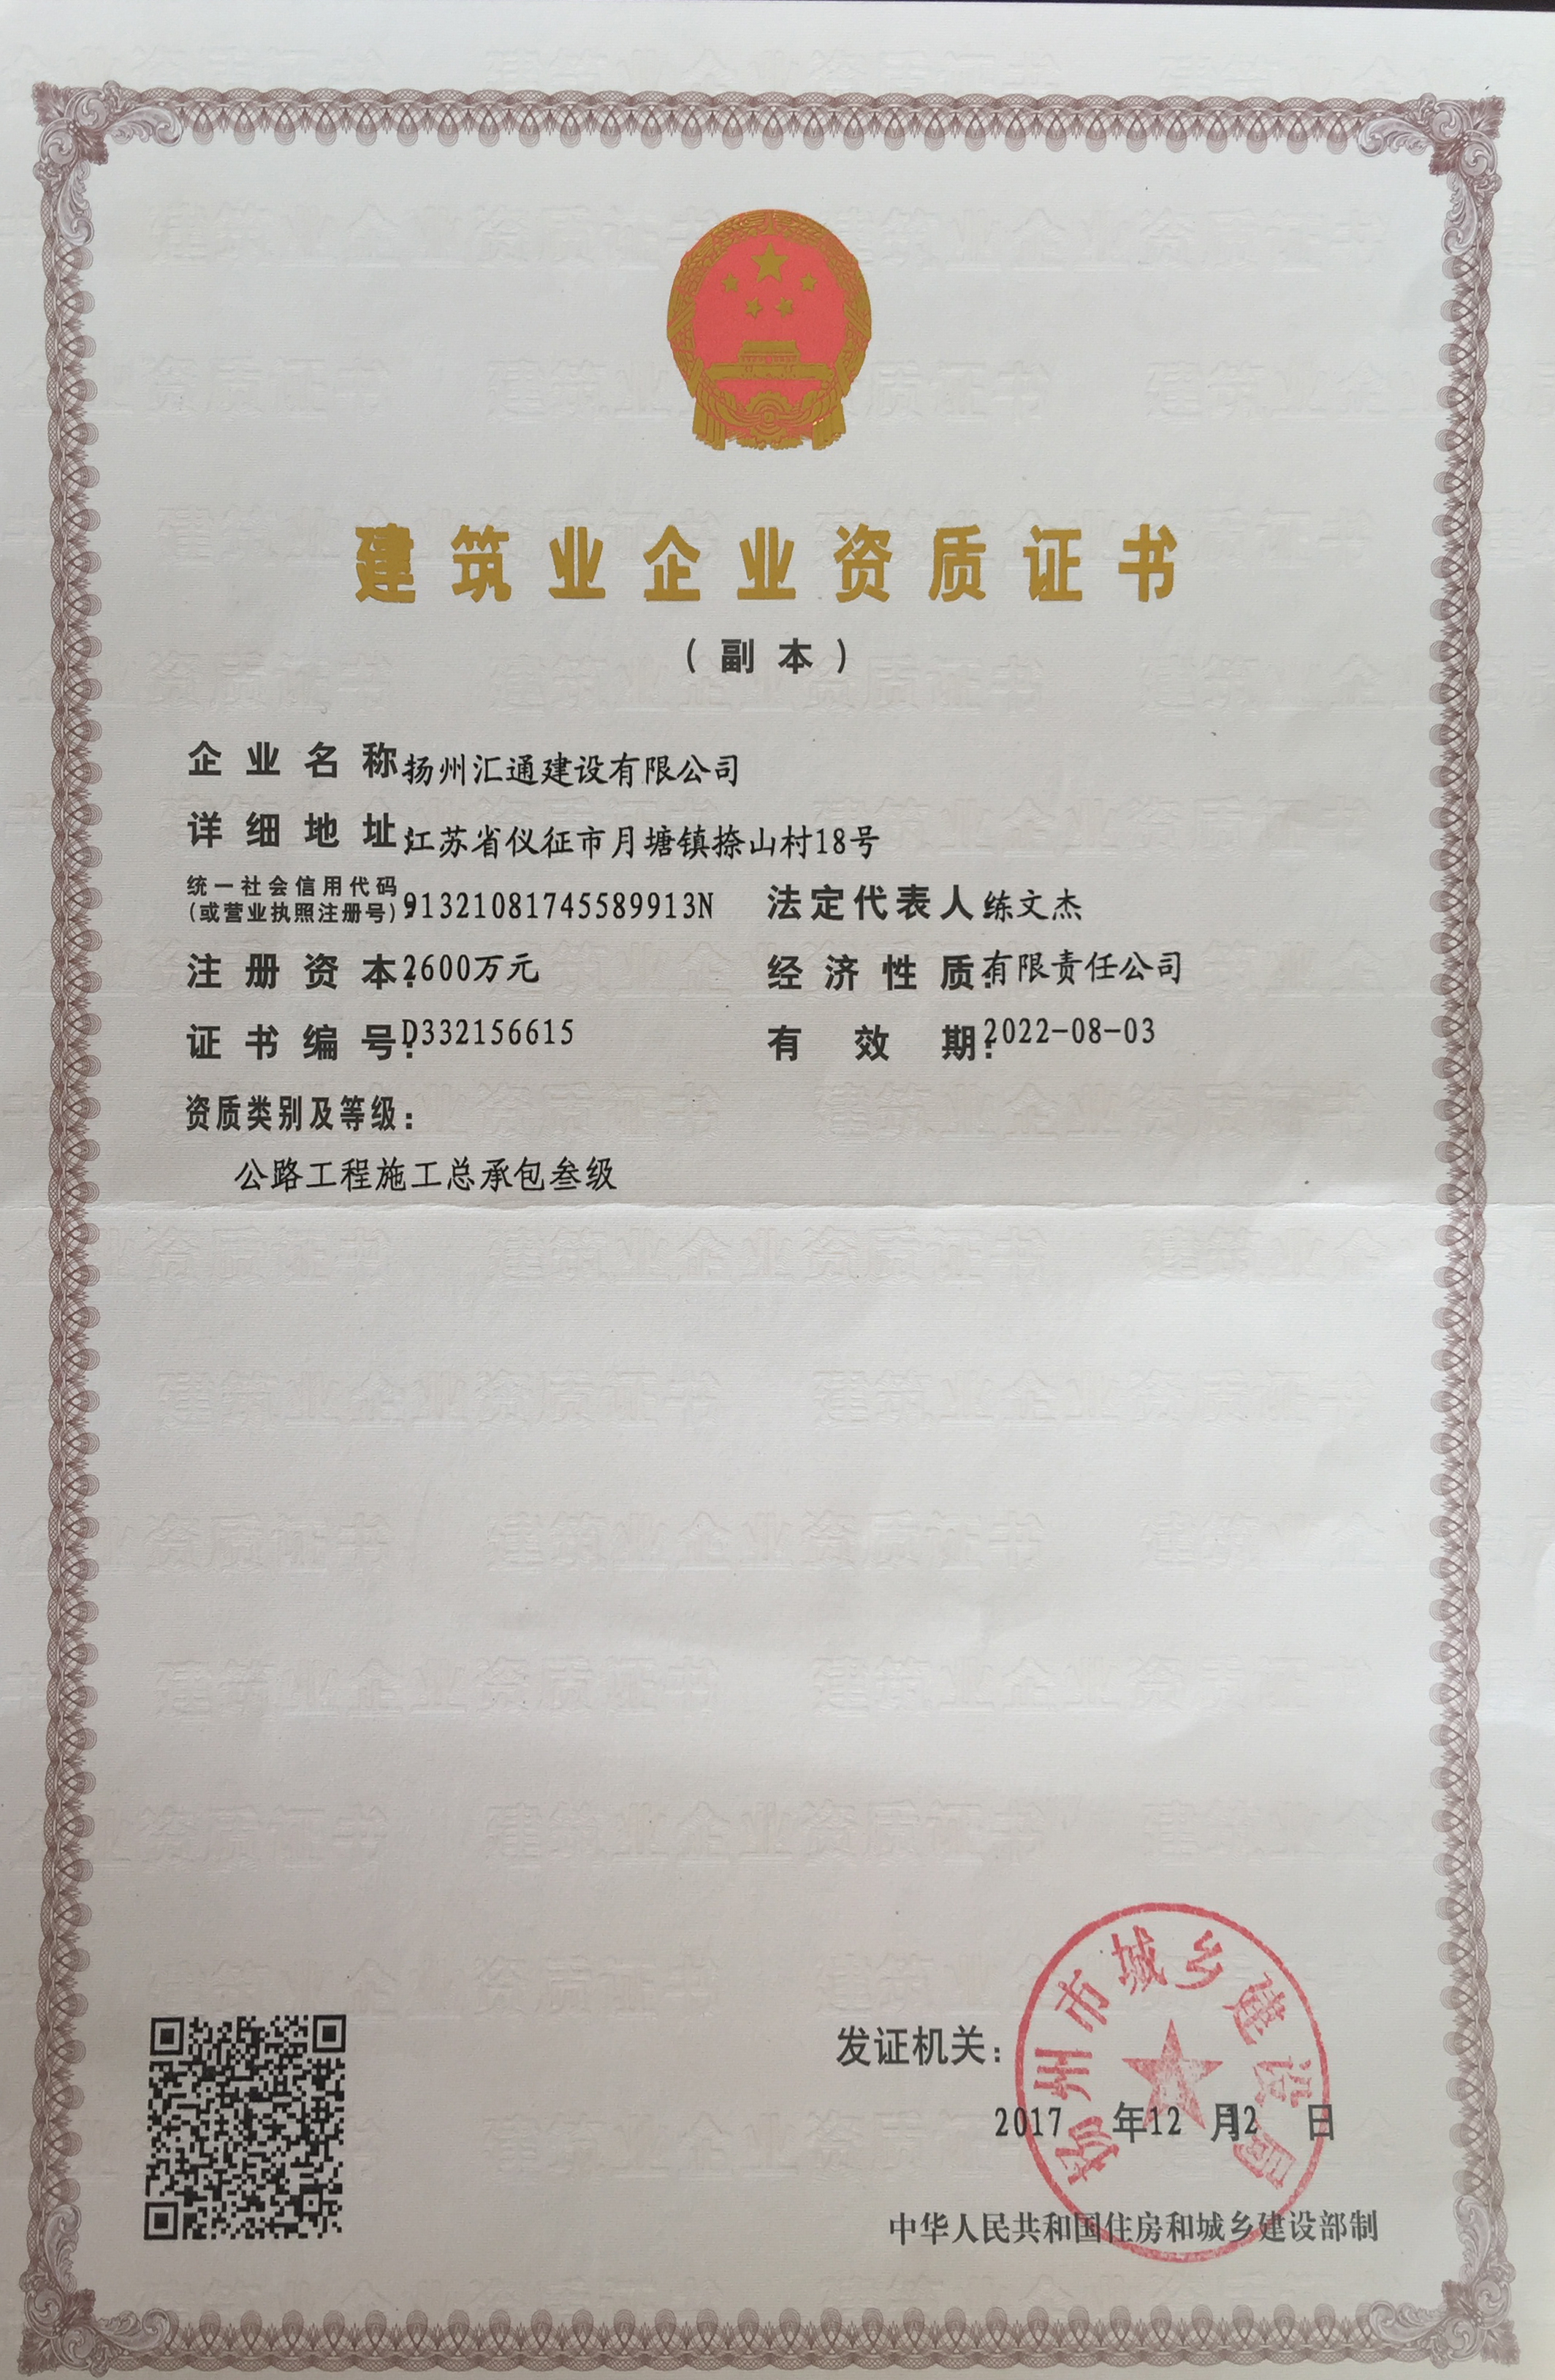 建筑业企业资质证书
（副本）
企业名称：扬州汇通建设有限公司
详细地址：江苏省仪征市月塘镇捺山村18号
统一社会信用代码
(或营业执照注册号)：91321081745589913N 法定代表人：练文杰
注册资本：2600万元 经济性质：有限责任公司
证书编号：D332156615 有效期：2022-08-03
资质类别及等级：
公路工程施工总承包叁级
扬州市城乡建设局
发证机关：
2017年12月12日
中华人民共和国住房和城乡建设部制